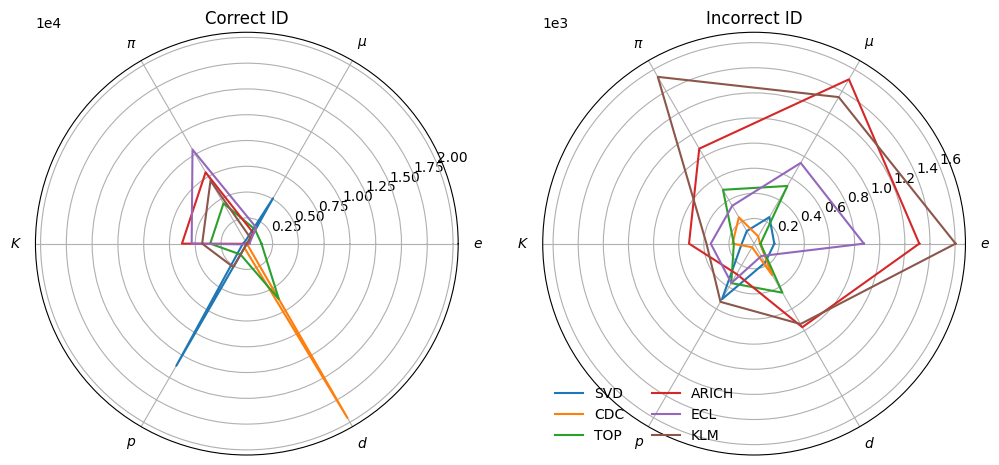 Correct ID
1e4
π
μ
K
e
p
d
0.25
0.50
0.75
1.00
1.25
1.50
1.75
2.00
Incorrect ID
1e3
π
μ
K
e
p
d
0.2
0.4
0.6
0.8
1.0
1.2
1.4
1.6
SVD
CDC
TOP
ARICH
ECL
KLM